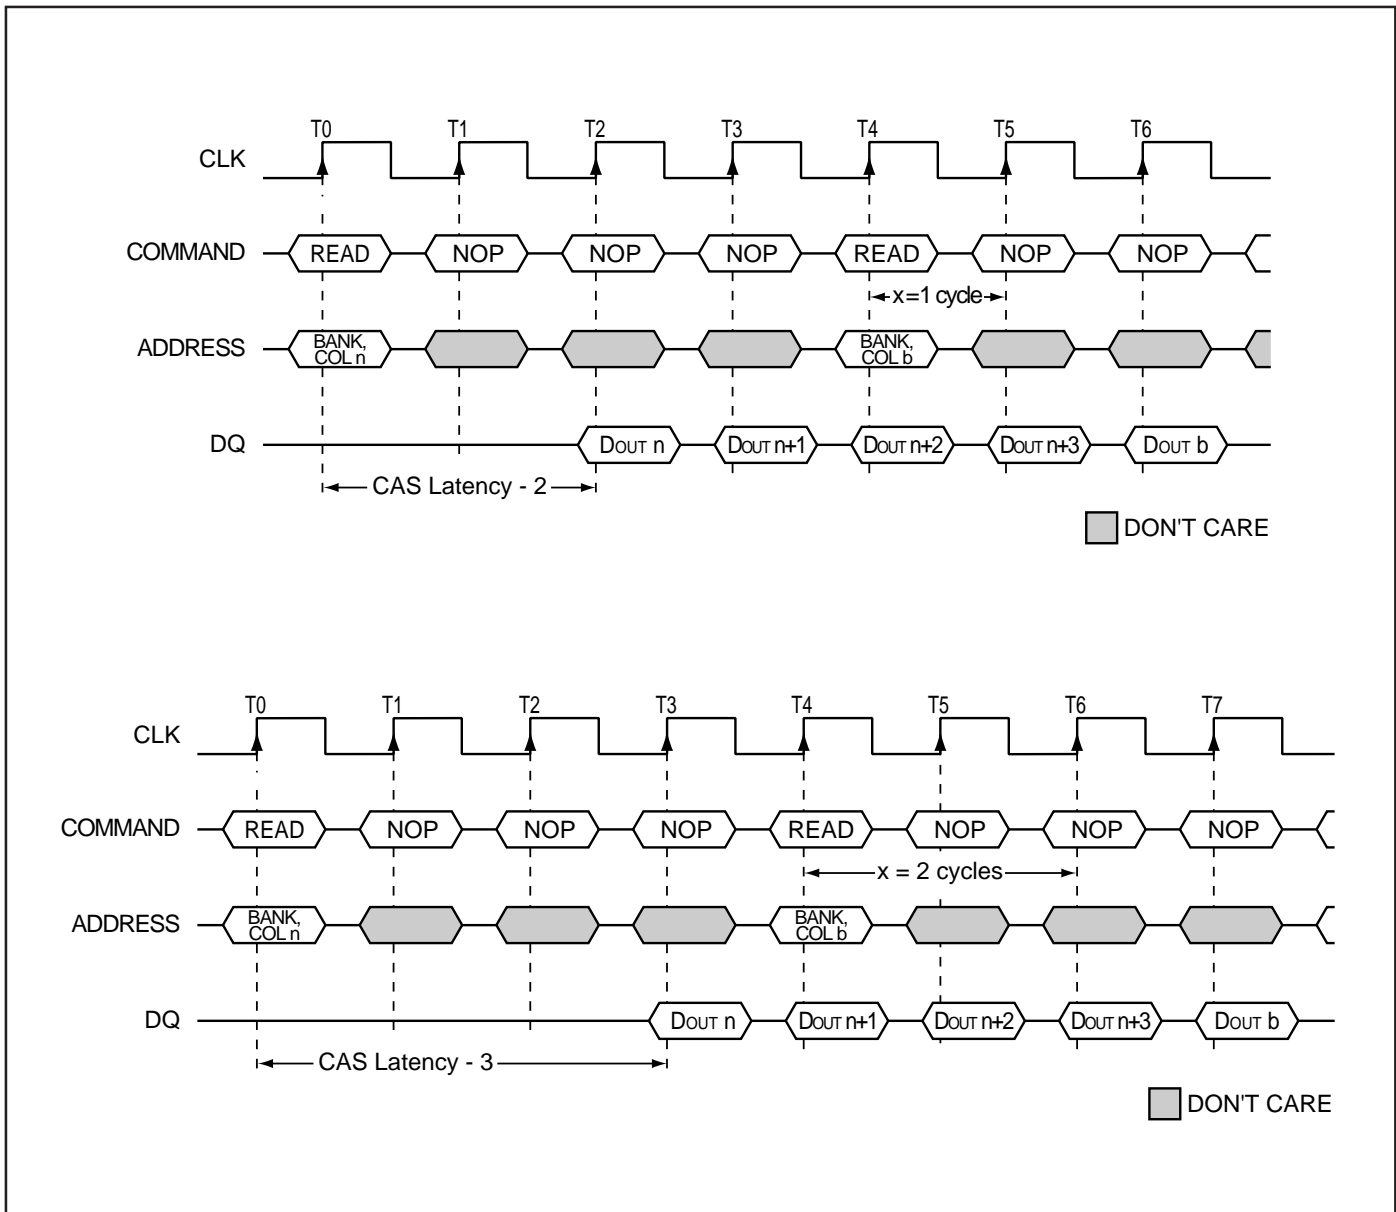 T0 T1 T2 T3 T4 T5 T6
CLK
COMMAND READ NOP NOP NOP READ NOP NOP
x=1 cycle
ADDRESS BANK, COL n BANK, COL b
DQ DOUT n DOUT n+1 DOUT n+2 DOUT n+3 DOUT b
CAS Latency - 2
DON'T CARE
T0 T1 T2 T3 T4 T5 T6 T7
CLK
COMMAND READ NOP NOP NOP READ NOP NOP NOP
x = 2 cycles
ADDRESS BANK, COL n BANK, COL b
DQ DOUT n DOUT n+1 DOUT n+2 DOUT n+3 DOUT b
CAS Latency - 3
DON'T CARE